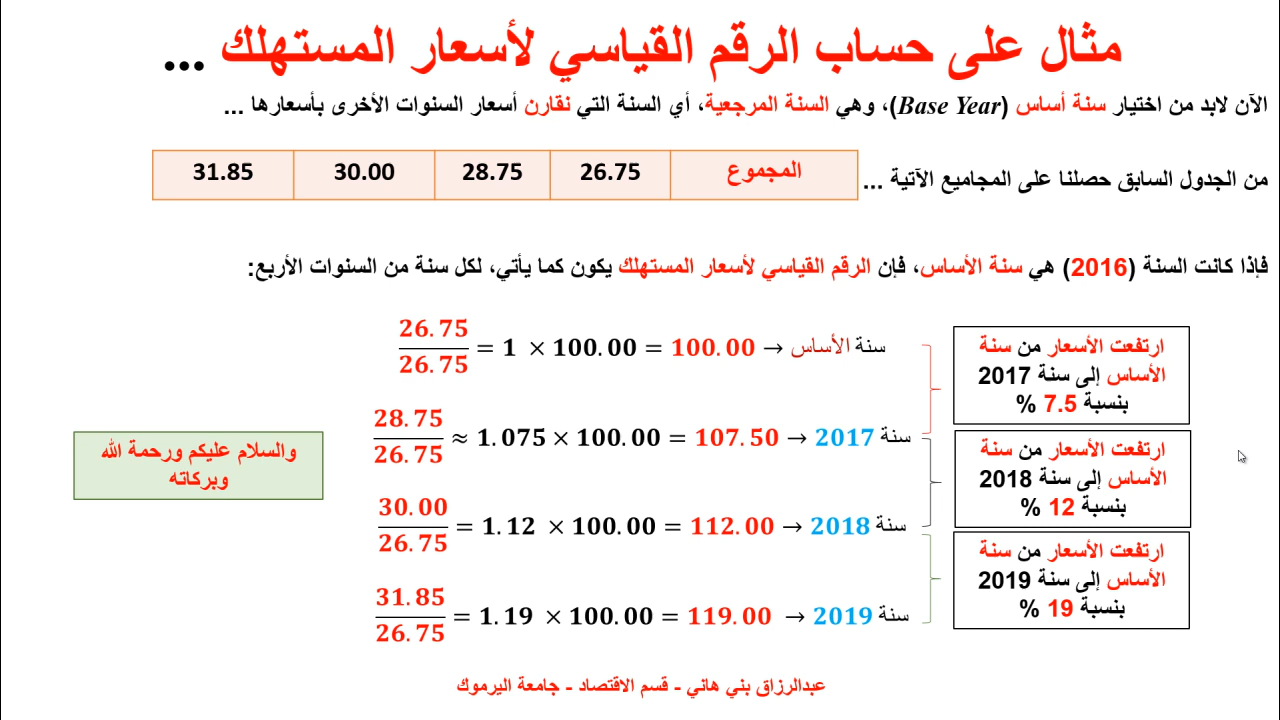 مثال على حساب الرقم القياسي لأسعار المستهلك ...
الآن لابد من اختيار سنة أساس (Base Year)، وهي السنة المرجعية، أي السنة التي نقارن أسعار السنوات الأخرى بأسعارها ...
من الجدول السابق حصلنا على المجاميع الآتية ...
المجموع 26.75 28.75 30.00 31.85
فإذا كانت السنة (2016) هي سنة الأساس، فإن الرقم القياسي لأسعار المستهلك يكون كما يأتي، لكل سنة من السنوات الأربع:
26.75/26.75 = 1 × 100.00 = 100.00 → سنة الأساس
28.75/26.75 ≈ 1.075 × 100.00 = 107.50 → سنة 2017
30.00/26.75 = 1.12 × 100.00 = 112.00 → سنة 2018
31.85/26.75 = 1.19 × 100.00 = 119.00 → سنة 2019
ارتفعت الأسعار من سنة
الأساس إلى سنة 2017
بنسبة 7.5 %
ارتفعت الأسعار من سنة
الأساس إلى سنة 2018
بنسبة 12 %
ارتفعت الأسعار من سنة
الأساس إلى سنة 2019
بنسبة 19 %
والسلام عليكم ورحمة الله
وبركاته
عبدالرزاق بني هاني - قسم الاقتصاد - جامعة اليرموك